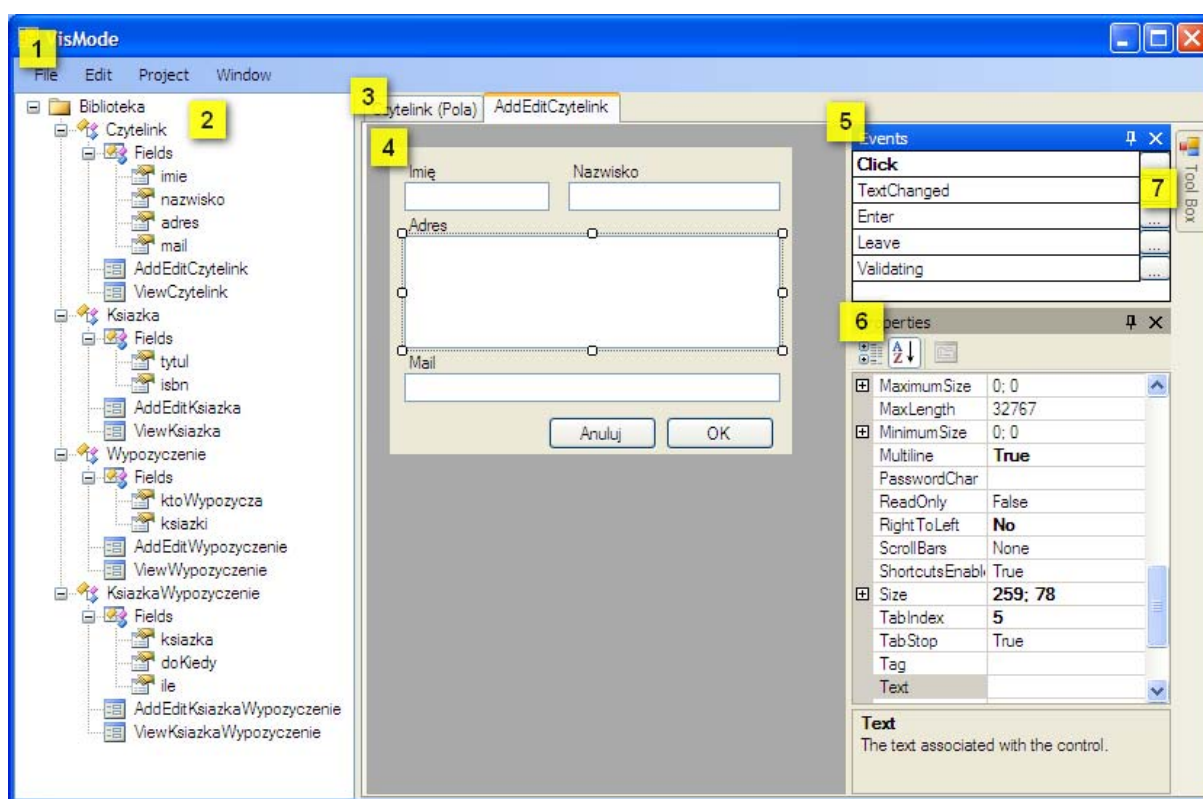 VisMode
1
File Edit Project Window
Biblioteka
2
Czytelink
Fields
imie
nazwisko
adres
mail
AddEditCzytelink
ViewCzytelink
Ksiazka
Fields
tytul
isbn
AddEditKsiazka
ViewKsiazka
Wypozyczenie
Fields
ktoWypozycza
ksiazki
AddEditWypozyczenie
ViewWypozyczenie
KsiazkaWypozyczenie
Fields
ksiazka
doKiedy
ile
AddEditKsiazkaWypozyczenie
ViewKsiazkaWypozyczenie
3
Czytelink (Pola) AddEditCzytelink
4
Imię Nazwisko
Adres
Mail
Anuluj OK
5
Events
Click
TextChanged
Enter ...
Leave ...
Validating ...
7
Tool Box
6
Properties
MaximumSize 0; 0
MaxLength 32767
MinimumSize 0; 0
Multiline True
PasswordChar
ReadOnly False
RightToLeft No
ScrollBars None
ShortcutsEnabl True
Size 259; 78
TabIndex 5
TabStop True
Tag
Text
Text
The text associated with the control.